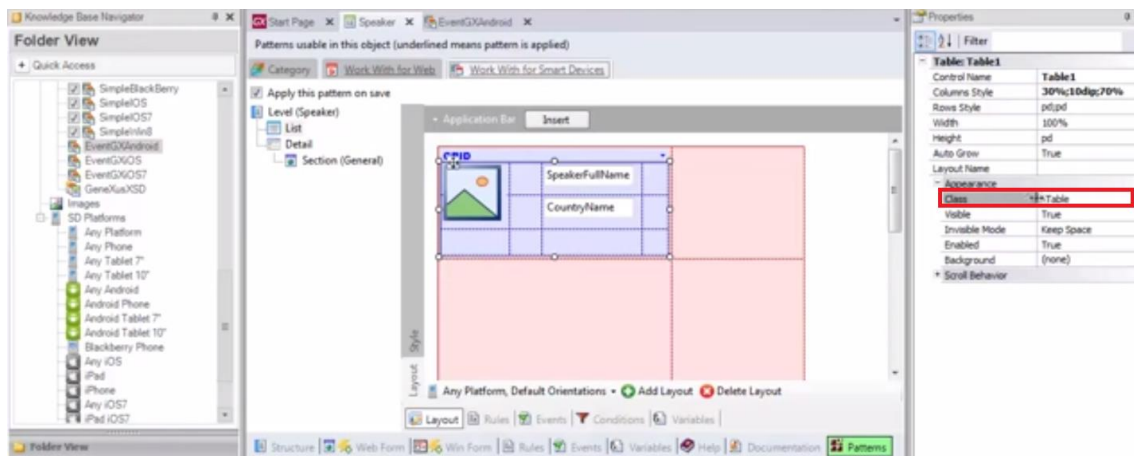 Knowledge Base Navigator
Folder View
Quick Access
SimpleBlackBerry
SimpleIOS
SimpleIOS7
EventGXAndroid
EventGXiOS
EventGXiOS7
GeneXusXSD
Images
SD Platforms
Any Platform
Any Phone
Any Tablet 7"
Any Tablet 10"
Any Android
Android Phone
Android Tablet 7"
Android Tablet 10"
Blackberry Phone
Any iOS
iPad
iPhone
Any iOS7
iPad iOS7
Folder View
Start Page
Speaker
EventGXAndroid
Patterns usable in this object (underlined means pattern is applied)
Category
Work With for Web
Work With for Smart Devices
Apply this pattern on save
Level (Speaker)
List
Detail
Section (General)
Application Bar
Insert
SpeakerFullName
CountryName
Style
Layout
Any Platform, Default Orientations
Add Layout
Delete Layout
Layout
Rules
Events
Conditions
Variables
Structure
Web Form
Win Form
Rules
Events
Variables
Help
Documentation
Patterns
Properties
Filter
Table: Table1
Control Name Table1
Columns Style 30%;10dip;70%
Rows Style pd;pd
Width 100%
Height pd
Auto Grow True
Layout Name
Appearance
Class Table
Visible True
Invisible Mode Keep Space
Enabled True
Background (none)
Scroll Behavior